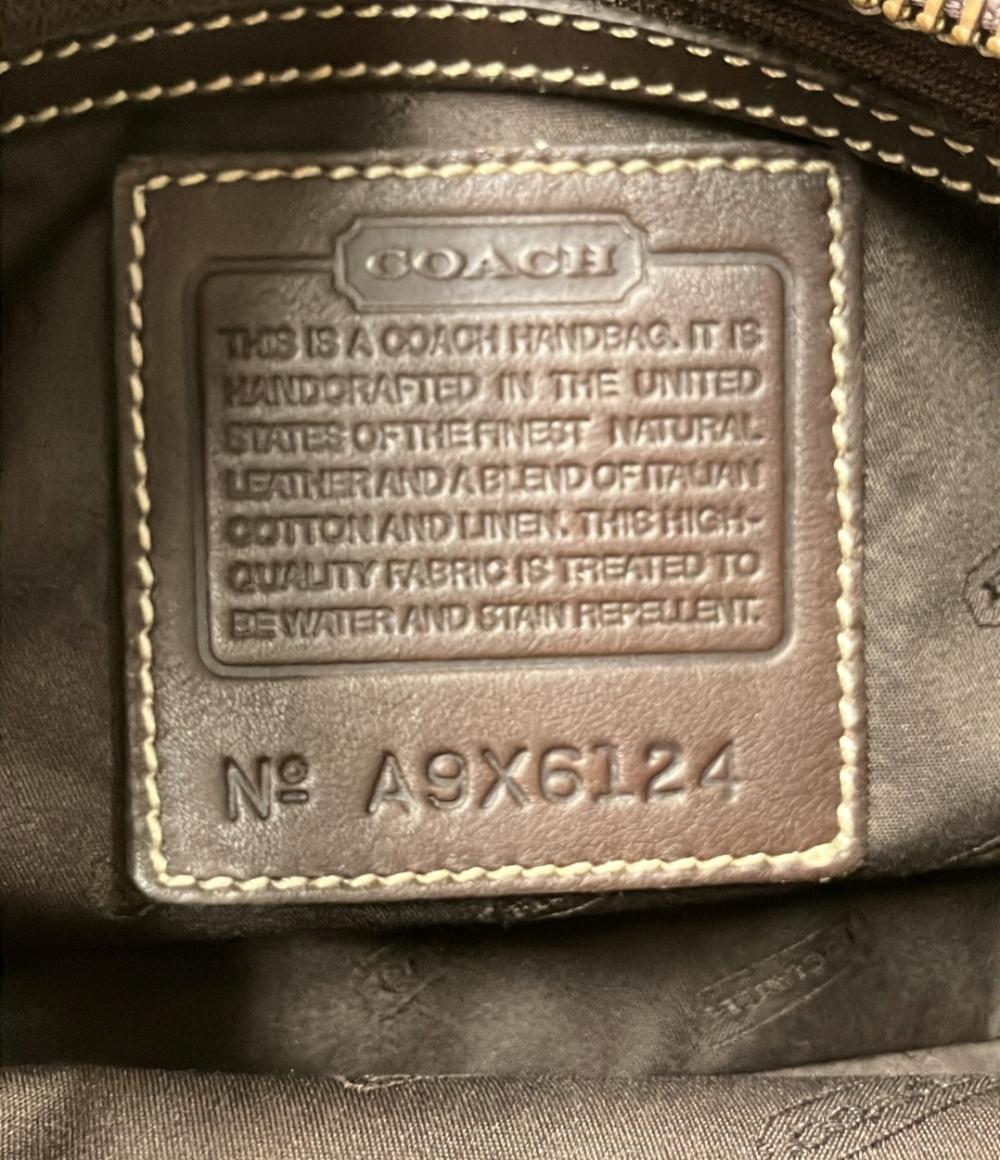 COACH
THIS IS A COACH HANDBAG. IT IS
HANDCRAFTED IN THE UNITED
STATES OF THE FINEST NATURAL
LEATHER AND A BLEND OF ITALIAN
COTTON AND LINEN. THIS HIGH-
QUALITY FABRIC IS TREATED TO
BE WATER AND STAIN REPELLENT.
Nº A9X6124